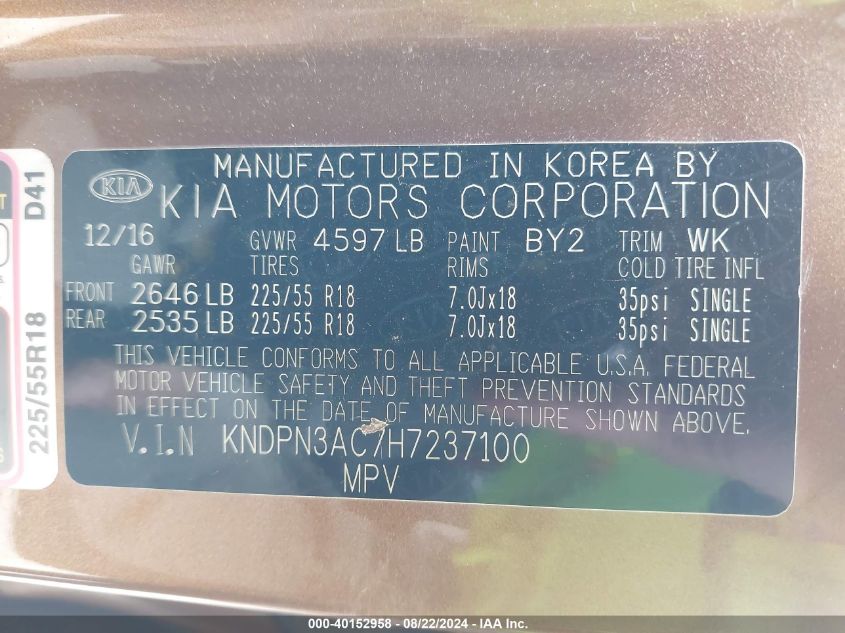 MANUFACTURED IN KOREA BY
KIA KIA MOTORS CORPORATION
12/16 GVWR 4597 LB PAINT BY2 TRIM WK
GAWR TIRES RIMS COLD TIRE INFL
FRONT 2646 LB 225/55 R18 7.0Jx18 35psi SINGLE
REAR 2535 LB 225/55 R18 7.0Jx18 35psi SINGLE
THIS VEHICLE CONFORMS TO ALL APPLICABLE U.S.A. FEDERAL
MOTOR VEHICLE SAFETY AND THEFT PREVENTION STANDARDS
IN EFFECT ON THE DATE OF MANUFACTURE SHOWN ABOVE.
V.I.N KNDPN3AC7H7237100
MPV
225/55R18 D41
000-40152958 - 08/22/2024 - IAA Inc.